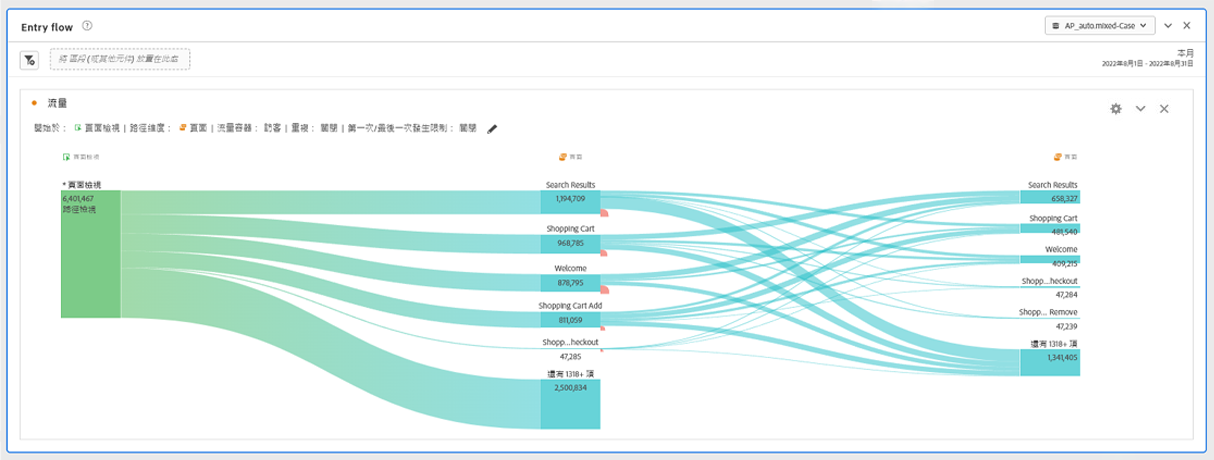 Entry flow
AP_auto.mixed-Case
將 區段 (或其他元件) 放置在此處
本月
2022年8月1日 - 2022年8月31日
流量
開始於： 頁面檢視 | 路徑維度： 頁面 | 流量容器： 訪客 | 重複： 關閉 | 第一次/最後一次發生限制： 關閉
頁面檢視
頁面
頁面
* 頁面檢視
6,401,467
路徑檢視
Search Results
1,194,709
Shopping Cart
968,785
Welcome
878,795
Shopping Cart Add
811,059
Shopp...heckout
47,285
還有 1318+ 項
2,500,834
Search Results
658,327
Shopping Cart
481,540
Welcome
409,215
Shopp...heckout
47,284
Shopp... Remove
47,239
還有 1318+ 項
1,341,405